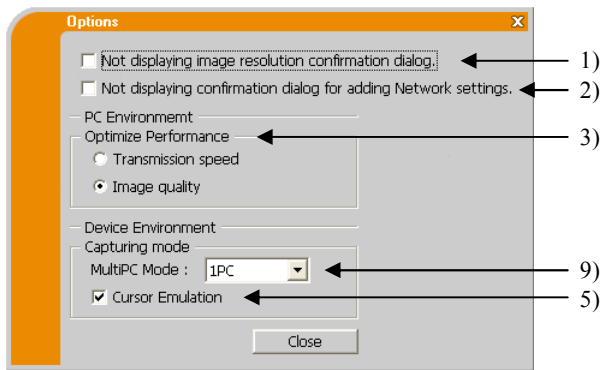 Options X
Not displaying image resolution confirmation dialog. 1)
Not displaying confirmation dialog for adding Network settings. 2)
PC Environemt
Optimize Performance 3)
Transmission speed
Image quality
Device Environment
Capturing mode
MultiPC Mode : 1PC 9)
Cursor Emulation 5)
Close